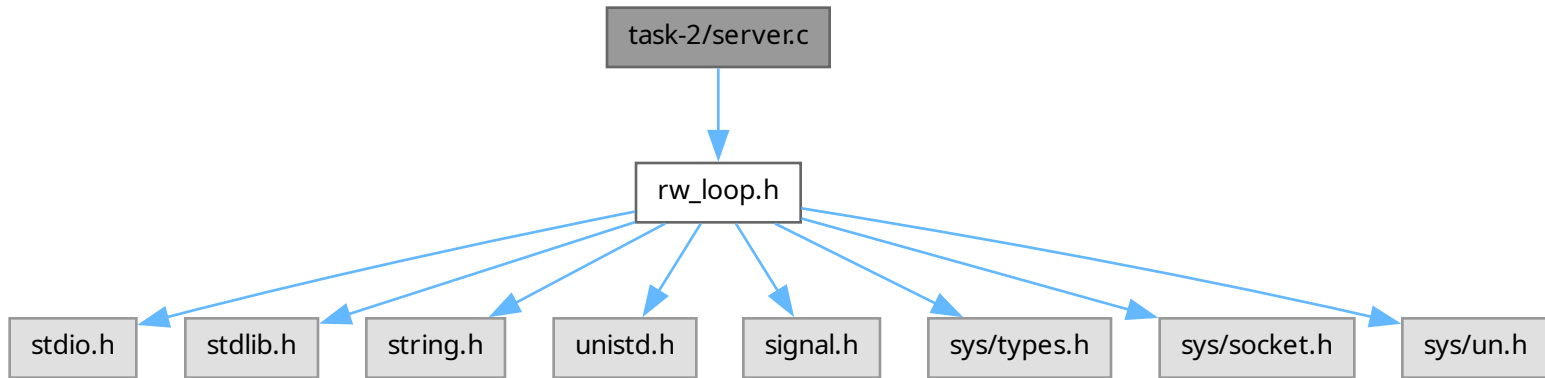 task-2/server.c
rw_loop.h
stdio.h
stdlib.h
string.h
unistd.h
signal.h
sys/types.h
sys/socket.h
sys/un.h